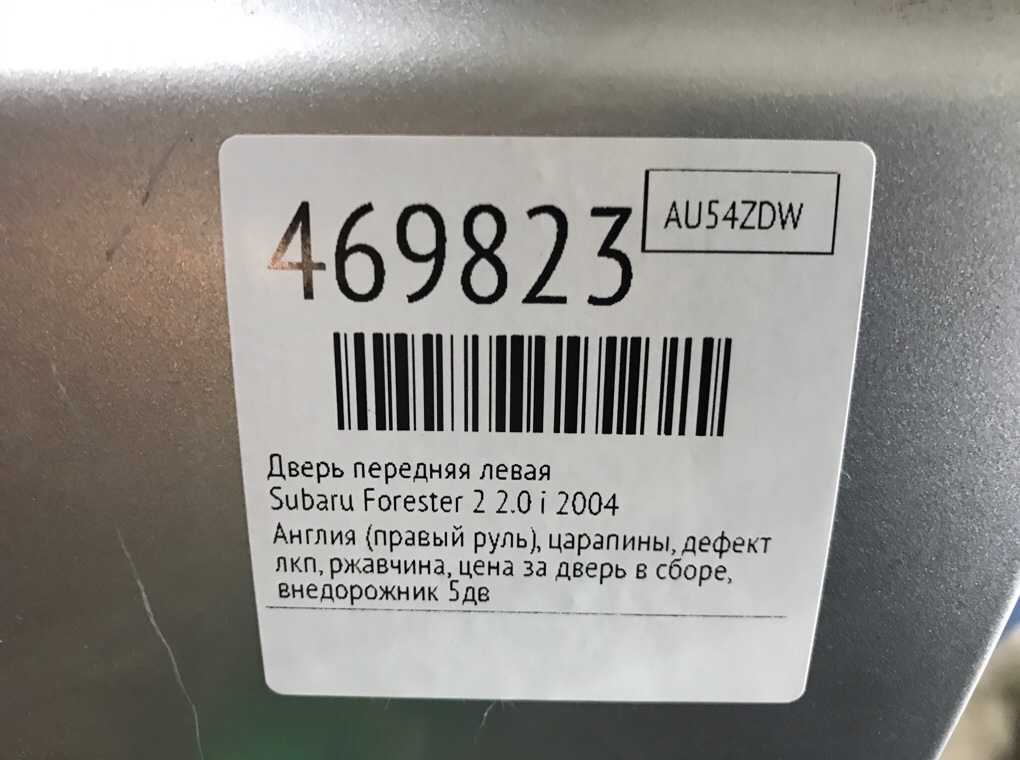 469823
AU54ZDW
Дверь передняя левая
Subaru Forester 2 2.0 i 2004
Англия (правый руль), царапины, дефект
лкп, ржавчина, цена за дверь в сборе,
внедорожник 5дв